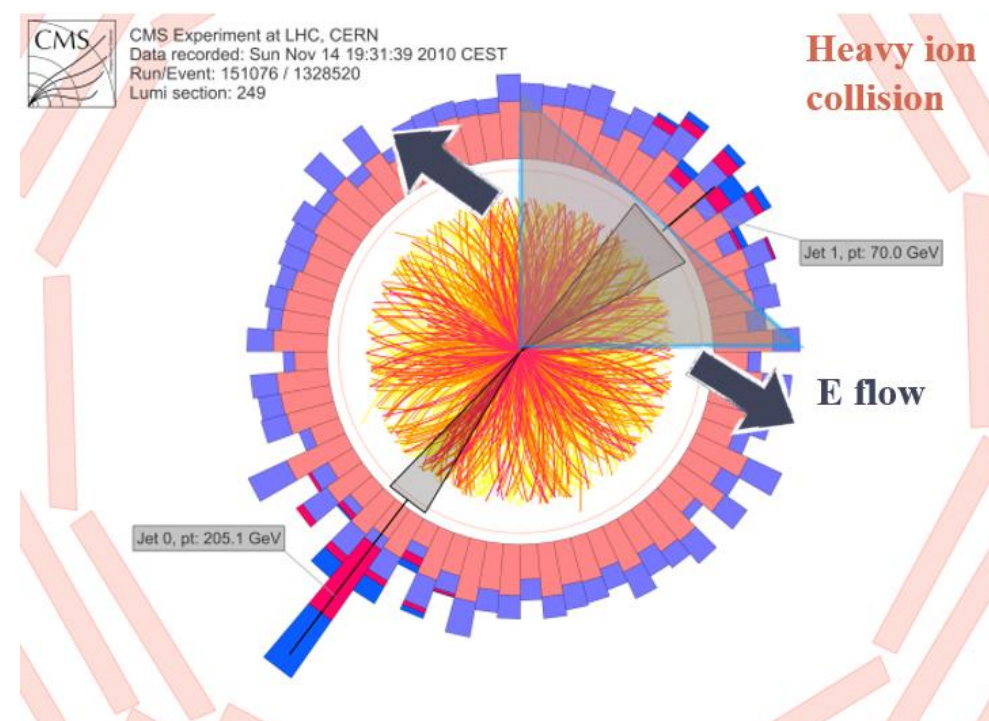 CMS
CMS Experiment at LHC, CERN
Data recorded: Sun Nov 14 19:31:39 2010 CEST
Run/Event: 151076 / 1328520
Lumi section: 249
Heavy ion
collision
Jet 1, pt: 70.0 GeV
E flow
Jet 0, pt: 205.1 GeV